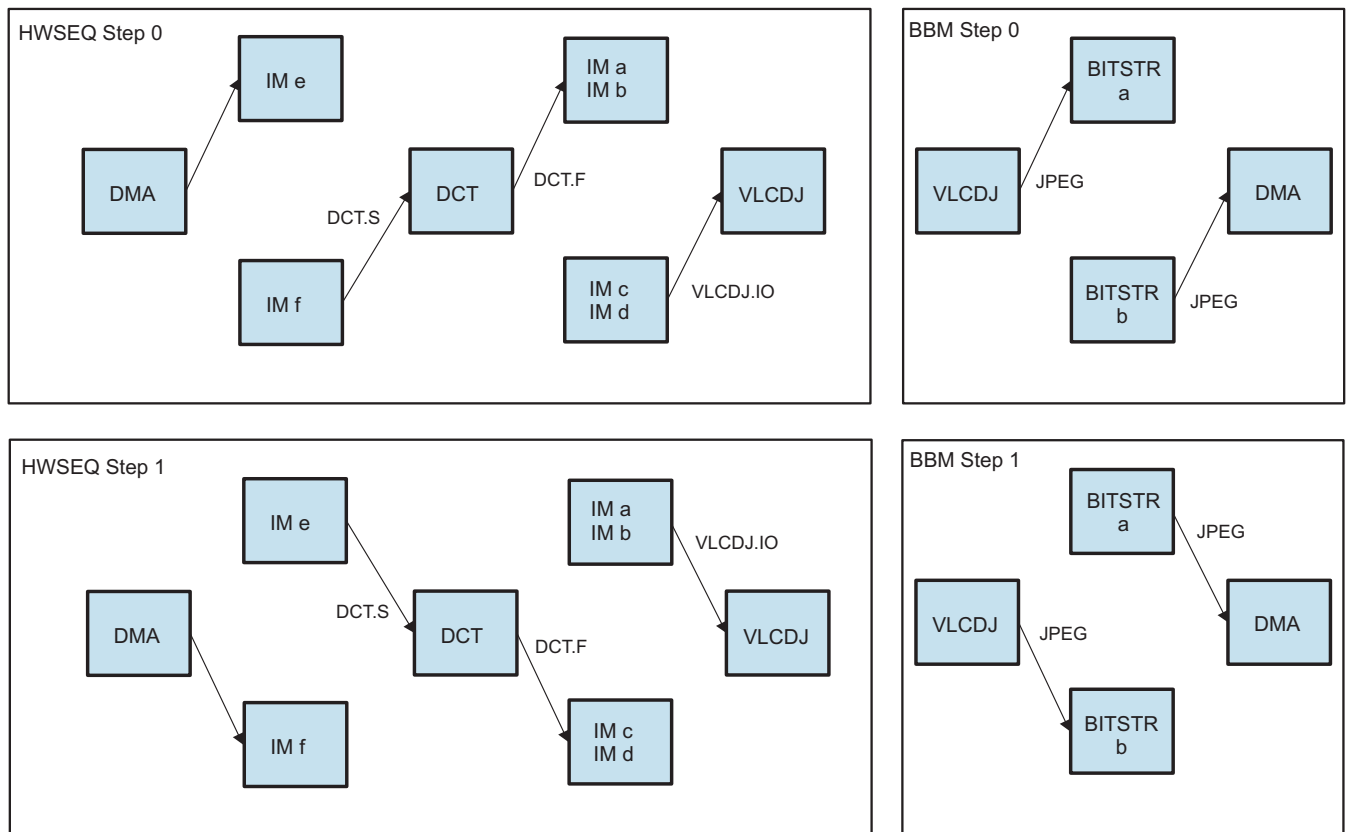 HWSEQ Step 0
IM e
IM a
IM b
DMA
DCT
DCT.F
VLCDJ
DCT.S
IM f
IM c
IM d
VLCDJ.IO
BBM Step 0
BITSTR
a
VLCDJ
JPEG
DMA
BITSTR
b
JPEG
HWSEQ Step 1
IM e
IM a
IM b
VLCDJ.IO
DCT.S
DMA
DCT
DCT.F
VLCDJ
IM f
IM c
IM d
BBM Step 1
BITSTR
a
JPEG
VLCDJ
JPEG
DMA
BITSTR
b